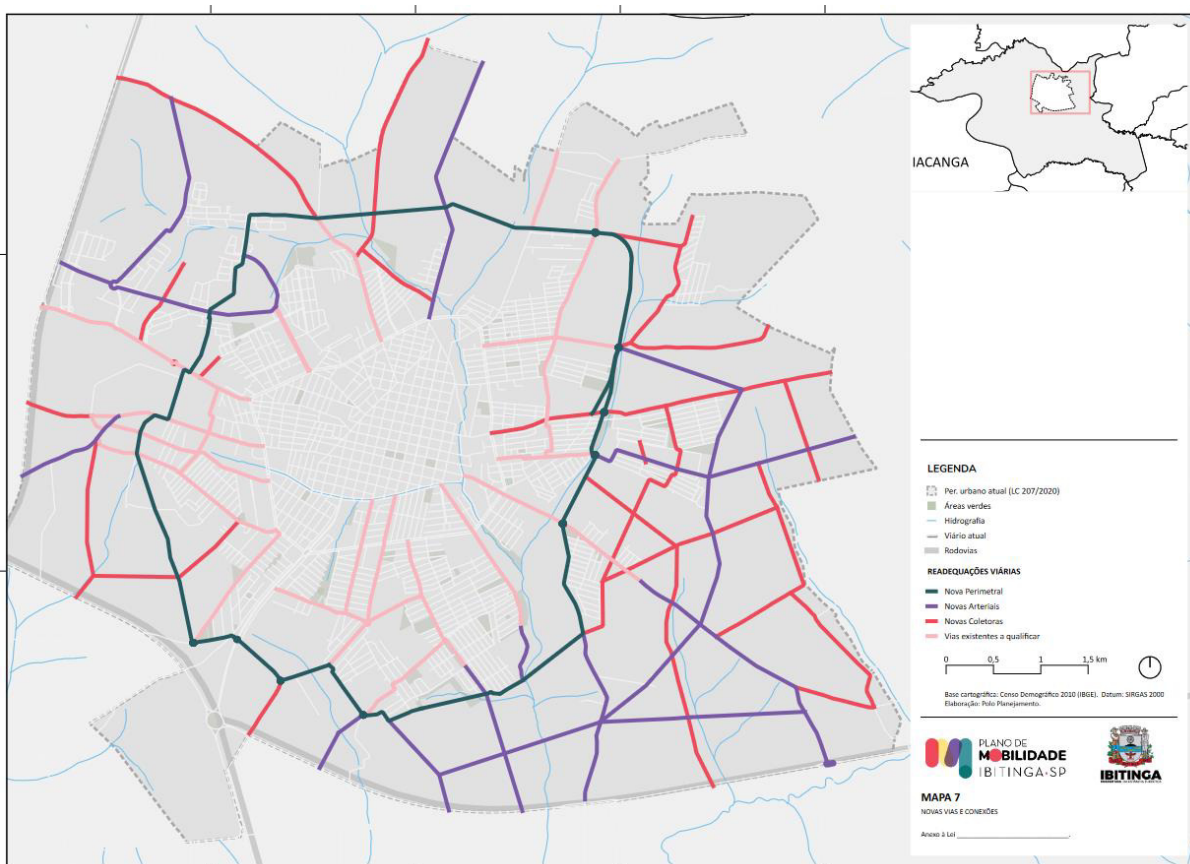 IACANGA
LEGENDA
Per. urbano atual (LC 207/2020)
Áreas verdes
Hidrografia
Viário atual
Rodovias
READEQUAÇÕES VIÁRIAS
Nova Perimetral
Novas Arteriais
Novas Coletoras
Vias existentes a qualificar
0 0,5 1 1,5 km
Base cartográfica: Censo Demográfico 2010 (IBGE). Datum: SIRGAS 2000
Elaboração: Polo Planejamento.
PLANO DE
MOBILIDADE
IBITINGA·SP
IBITINGA
MAPA 7
NOVAS VIAS E CONEXÕES
Anexo à Lei ______________________________.